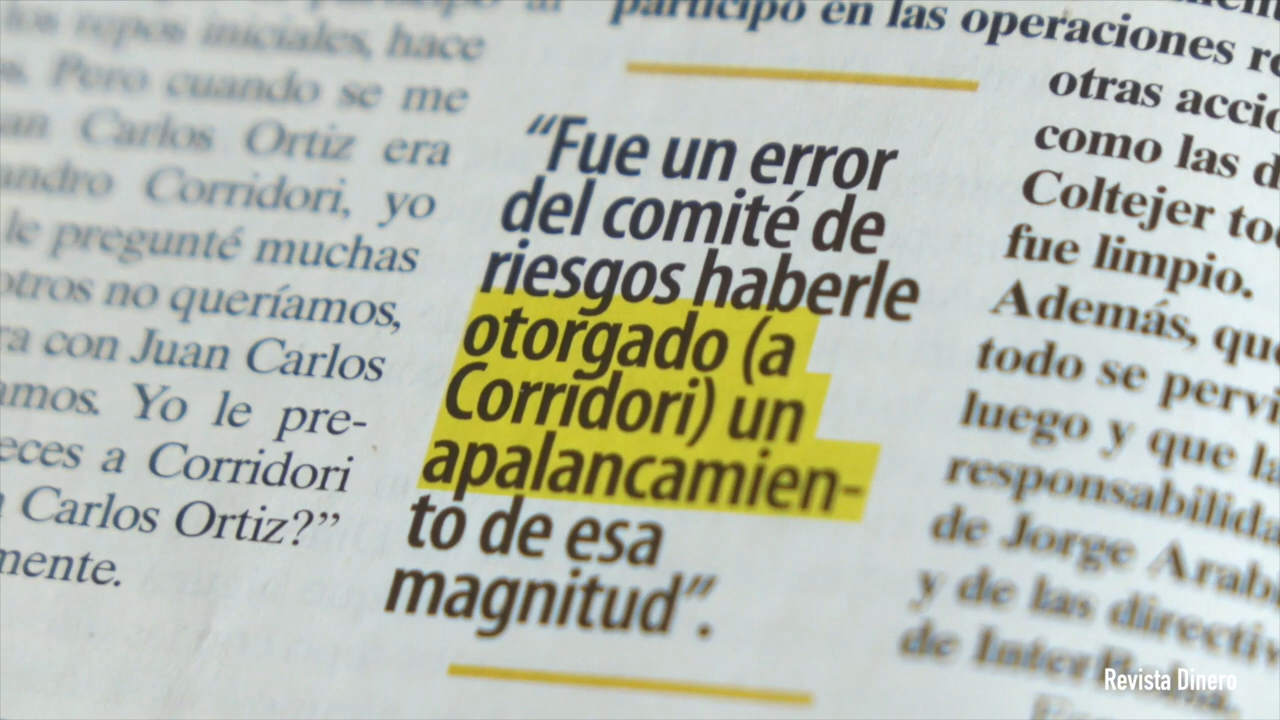 los repos iniciales, hace
Pero cuando se me
an Carlos Ortiz era
andro Corridori, yo
le pregunté muchas
otros no queríamos,
ra con Juan Carlos
amos. Yo le pre-
eces a Corridori
Carlos Ortiz?”
mente.
“Fue un error
del comité de
riesgos haberle
otorgado (a
Corridori) un
apalancamien-
to de esa
magnitud”.
participó en las operaciones re
otras accio
como las d
Coltejer tod
fue limpio.
Además, que
todo se pervi
luego y que la
responsabilida
de Jorge Arab
y de las directiv
de InterBolsa.
Revista Dinero